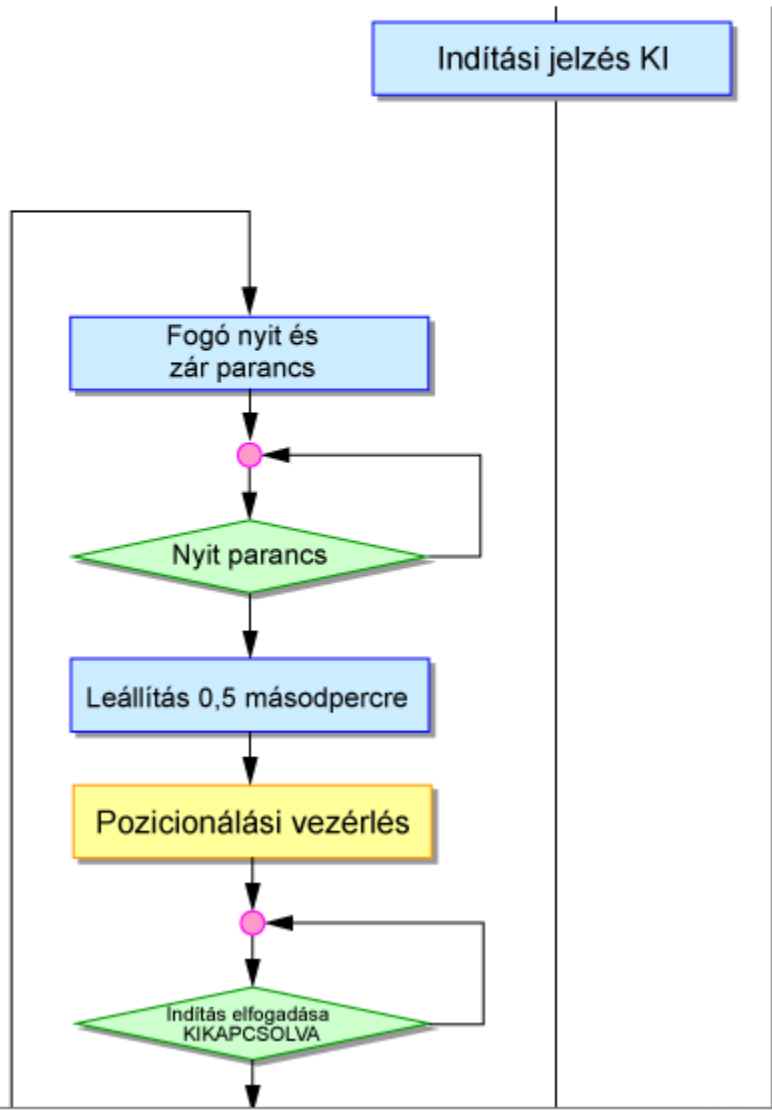 Indítási jelzés KI
Fogó nyit és
zár parancs
Nyit parancs
Leállítás 0,5 másodpercre
Pozicionálási vezérlés
Indítás elfogadása
KIKAPCSOLVA